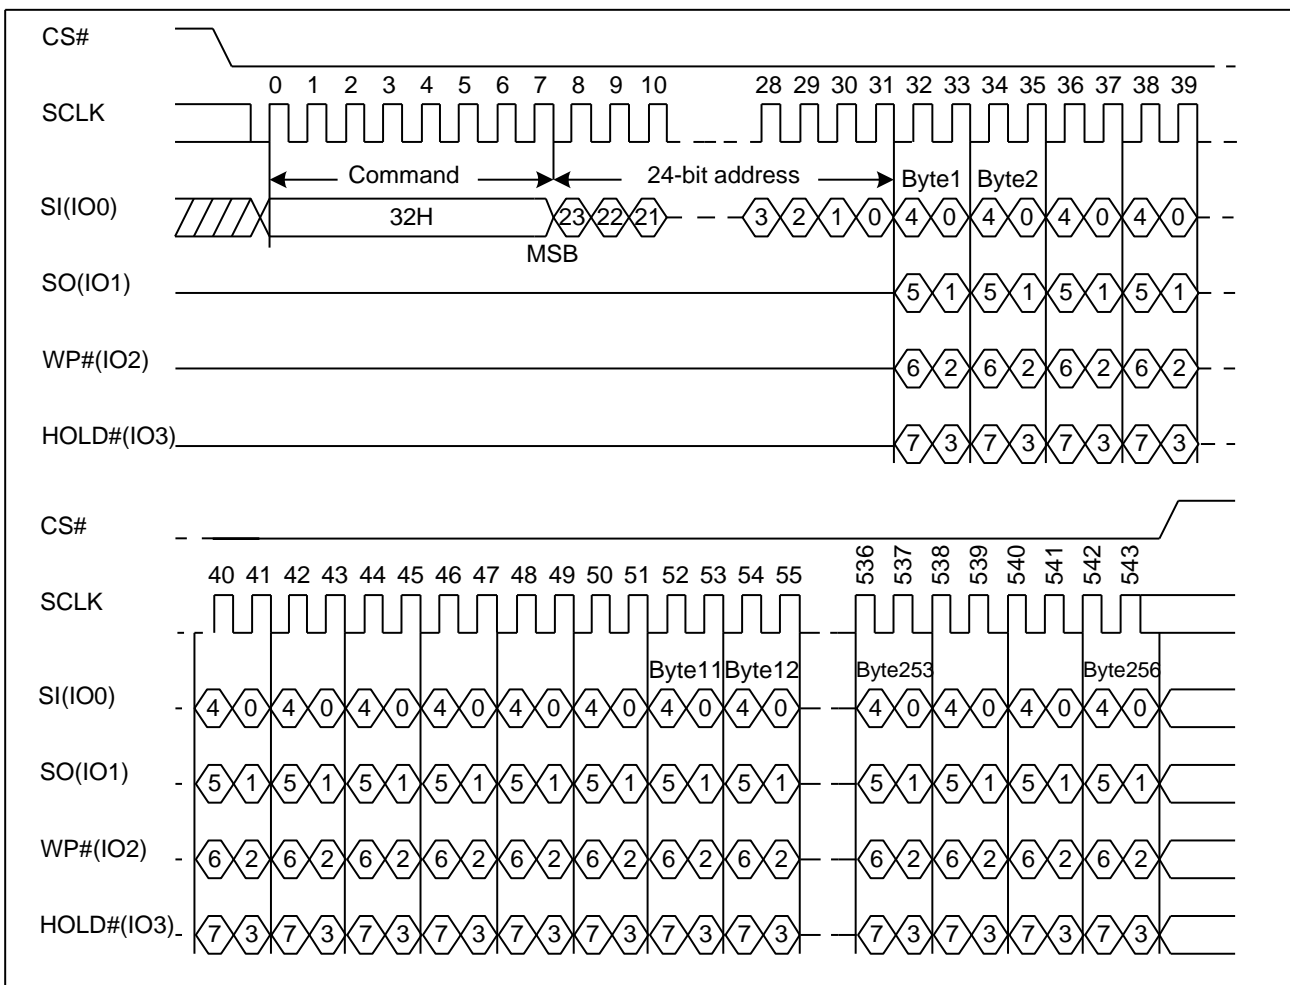 CS#
0 1 2 3 4 5 6 7 8 9 10 28 29 30 31 32 33 34 35 36 37 38 39
SCLK
Command 24-bit address Byte1 Byte2
SI(IO0) 32H 23 22 21 3 2 1 0 4 0 4 0 4 0 4 0
MSB
SO(IO1) 5 1 5 1 5 1 5 1
WP#(IO2) 6 2 6 2 6 2 6 2
HOLD#(IO3) 7 3 7 3 7 3 7 3
CS#
40 41 42 43 44 45 46 47 48 49 50 51 52 53 54 55 536 537 538 539 540 541 542 543
SCLK
Byte11 Byte12 Byte253 Byte256
SI(IO0) 4 0 4 0 4 0 4 0 4 0 4 0 4 0 4 0 4 0 4 0 4 0 4 0
SO(IO1) 5 1 5 1 5 1 5 1 5 1 5 1 5 1 5 1 5 1 5 1 5 1 5 1
WP#(IO2) 6 2 6 2 6 2 6 2 6 2 6 2 6 2 6 2 6 2 6 2 6 2 6 2
HOLD#(IO3) 7 3 7 3 7 3 7 3 7 3 7 3 7 3 7 3 7 3 7 3 7 3 7 3